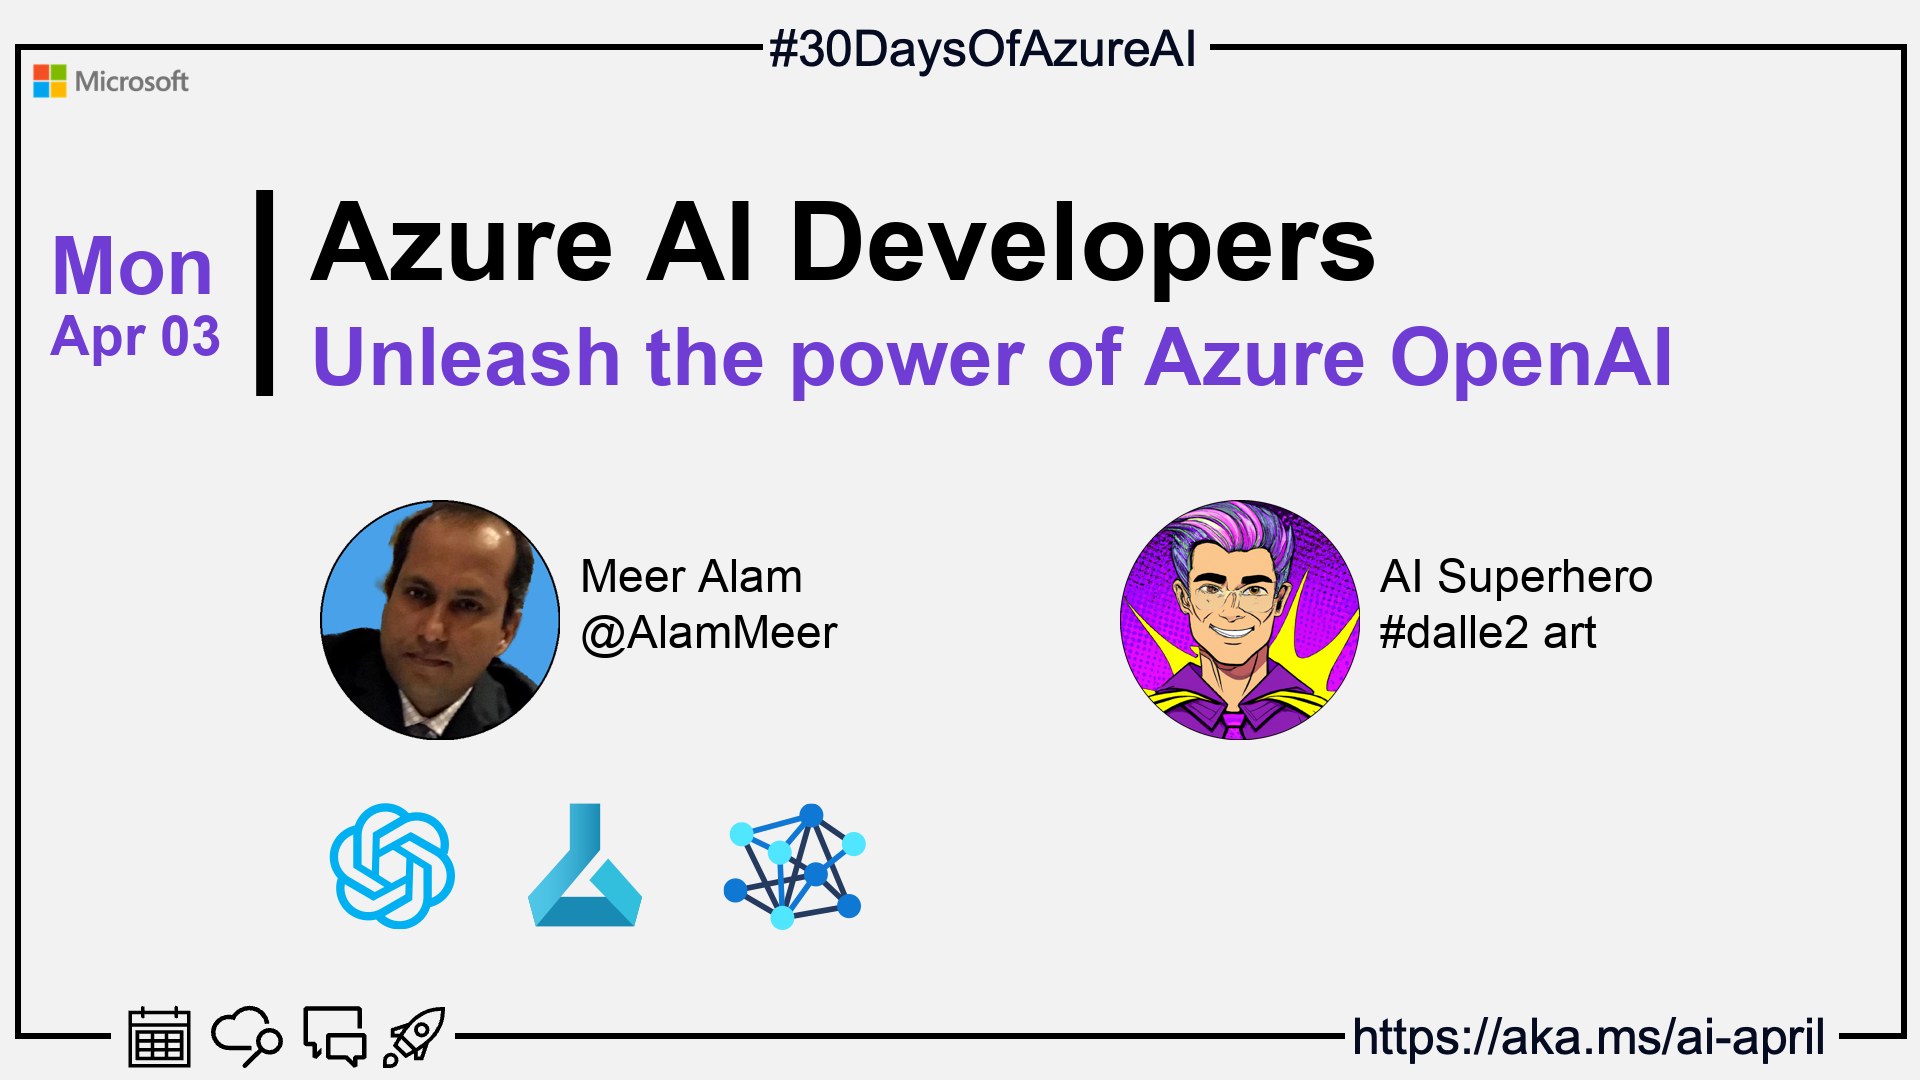 #30DaysOfAzureAI
Microsoft
Mon
Apr 03
Azure AI Developers
Unleash the power of Azure OpenAI
Meer Alam
@AlamMeer
AI Superhero
#dalle2 art
https://aka.ms/ai-april